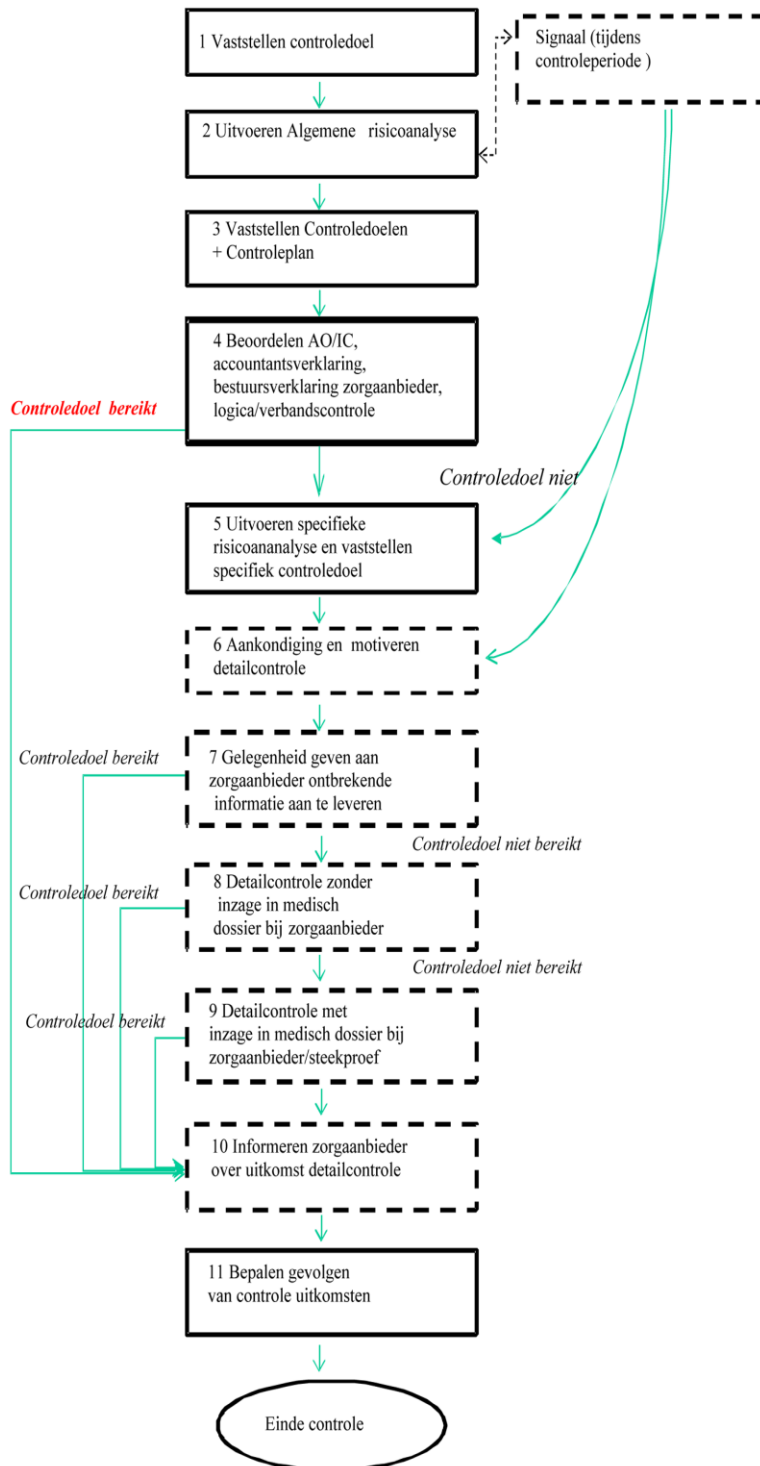 1 Vaststellen controledoel
Signaal (tijdens
controleperiode )
2 Uitvoeren Algemene risicoanalyse
3 Vaststellen Controledoelen
+ Controleplan
4 Beoordelen AO/IC,
accountantsverklaring,
bestuursverklaring zorgaanbieder,
logica/verbandscontrole
Controledoel bereikt
Controledoel niet
5 Uitvoeren specifieke
risicoananalyse en vaststellen
specifiek controledoel
6 Aankondiging en motiveren
detailcontrole
Controledoel bereikt
7 Gelegenheid geven aan
zorgaanbieder ontbrekende
informatie aan te leveren
Controledoel niet bereikt
Controledoel bereikt
8 Detailcontrole zonder
inzage in medisch
dossier bij zorgaanbieder
Controledoel niet bereikt
Controledoel bereikt
9 Detailcontrole met
inzage in medisch dossier bij
zorgaanbieder/steekproef
10 Informeren zorgaanbieder
over uitkomst detailcontrole
11 Bepalen gevolgen
van controle uitkomsten
Einde controle